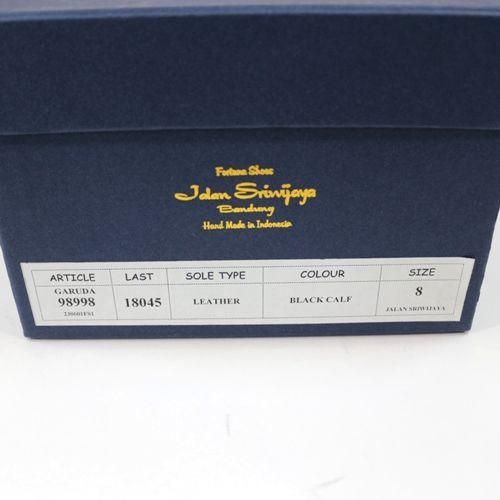 Fortune Shoes
Jalan Sriwijaya
Bandung
Hand Made in Indonesia
ARTICLE LAST SOLE TYPE COLOUR SIZE
GARUDA
98998 18045 LEATHER BLACK CALF 8
230601FS1 JALAN SRIWIJAYA